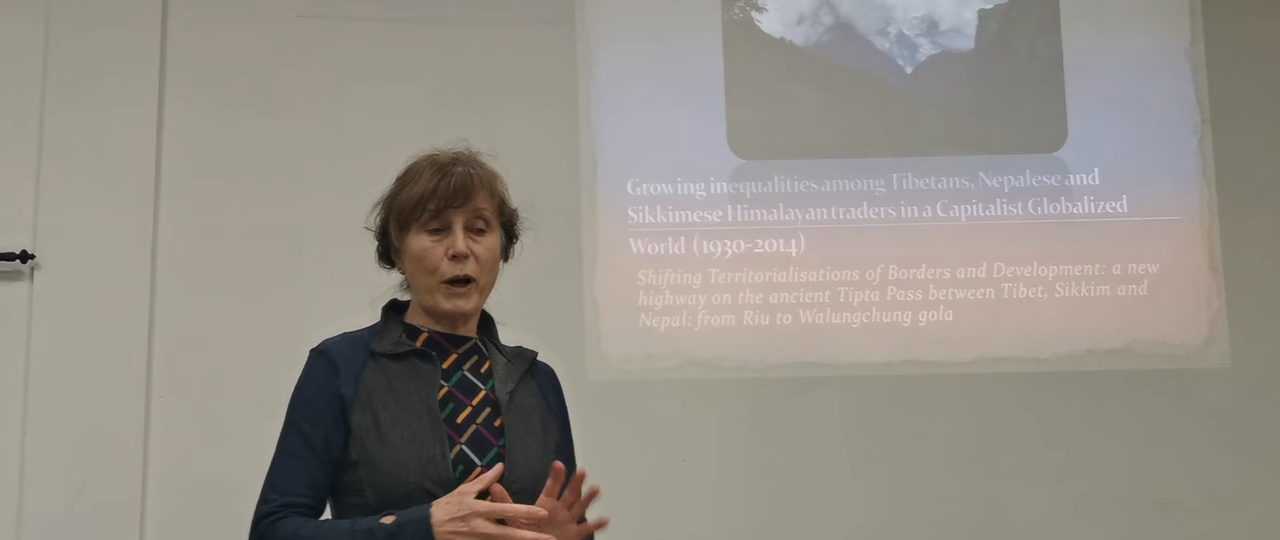 Growing inequalities among Tibetans, Nepalese and
Sikkimese Himalayan traders in a Capitalist Globalized
World (1930-2014)
Shifting Territorialisations of Borders and Development: a new
highway on the ancient Tipta Pass between Tibet, Sikkim and
Nepal: from Riu to Walungchung gola